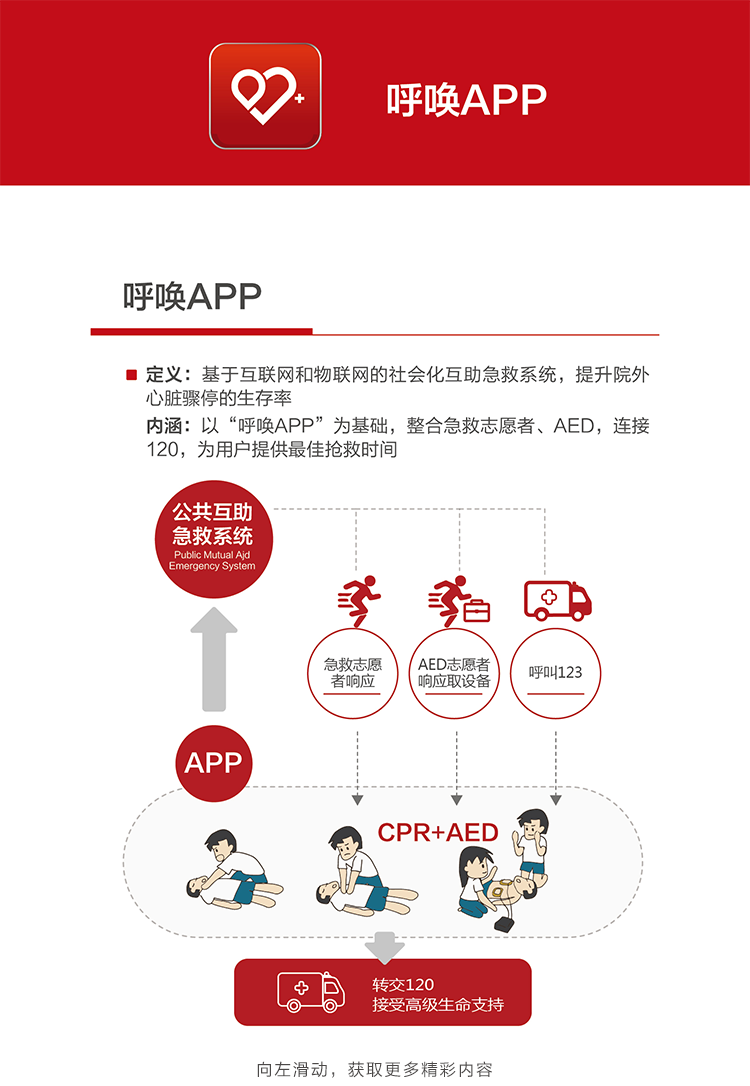 呼唤APP
呼唤APP
定义：基于互联网和物联网的社会化互助急救系统，提升院外
心脏骤停的生存率
内涵：以“呼唤APP”为基础，整合急救志愿者、AED，连接
120，为用户提供最佳抢救时间
公共互助
急救系统
Public Mutual Ajd
Emergency System
急救志愿
者响应
AED志愿者
响应取设备
呼叫123
APP
CPR+AED
转交120
接受高级生命支持
向左滑动，获取更多精彩内容